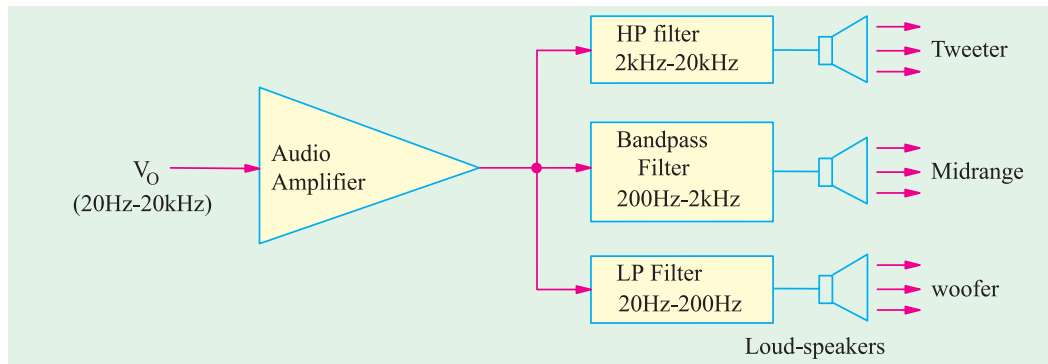 HP filter
2kHz-20kHz
Tweeter
Audio
Amplifier
V_O
(20Hz-20kHz)
Bandpass
Filter
200Hz-2kHz
Midrange
LP Filter
20Hz-200Hz
woofer
Loud-speakers